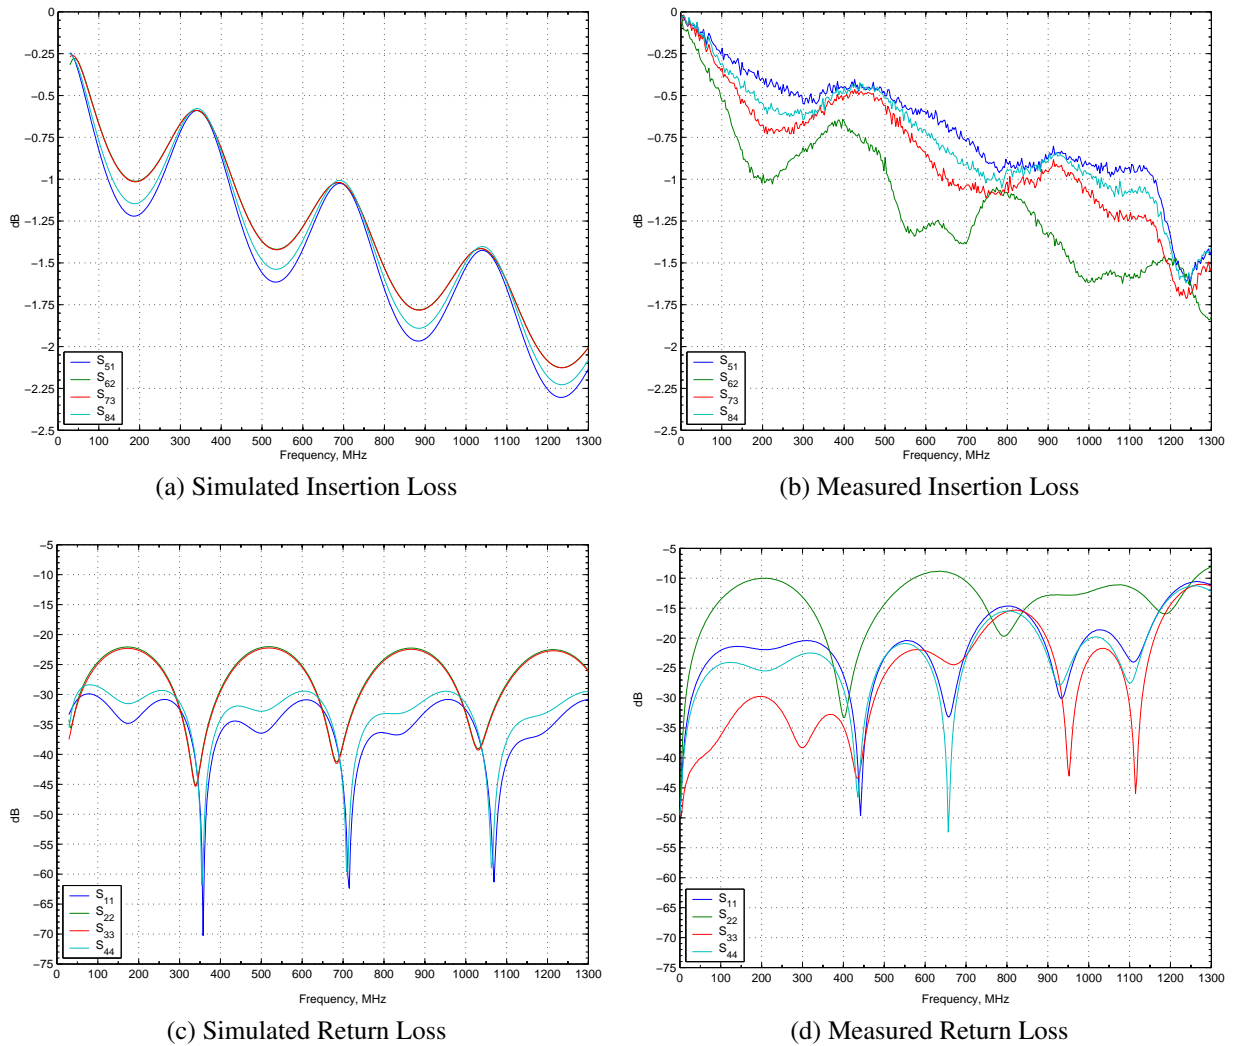 0
−0.25
−0.5
−0.75
−1
−1.25
−1.5
−1.75
−2
−2.25
−2.5
dB
S51
S62
S73
S84
0 100 200 300 400 500 600 700 800 900 1000 1100 1200 1300
Frequency, MHz
(a) Simulated Insertion Loss
0
−0.25
−0.5
−0.75
−1
−1.25
−1.5
−1.75
−2
−2.25
−2.5
dB
S51
S62
S73
S84
0 100 200 300 400 500 600 700 800 900 1000 1100 1200 1300
Frequency, MHz
(b) Measured Insertion Loss
−5
−10
−15
−20
−25
−30
−35
−40
−45
−50
−55
−60
−65
−70
−75
dB
S11
S22
S33
S44
0 100 200 300 400 500 600 700 800 900 1000 1100 1200 1300
Frequency, MHz
(c) Simulated Return Loss
−5
−10
−15
−20
−25
−30
−35
−40
−45
−50
−55
−60
−65
−70
−75
dB
S11
S22
S33
S44
0 100 200 300 400 500 600 700 800 900 1000 1100 1200 1300
Frequency, MHz
(d) Measured Return Loss